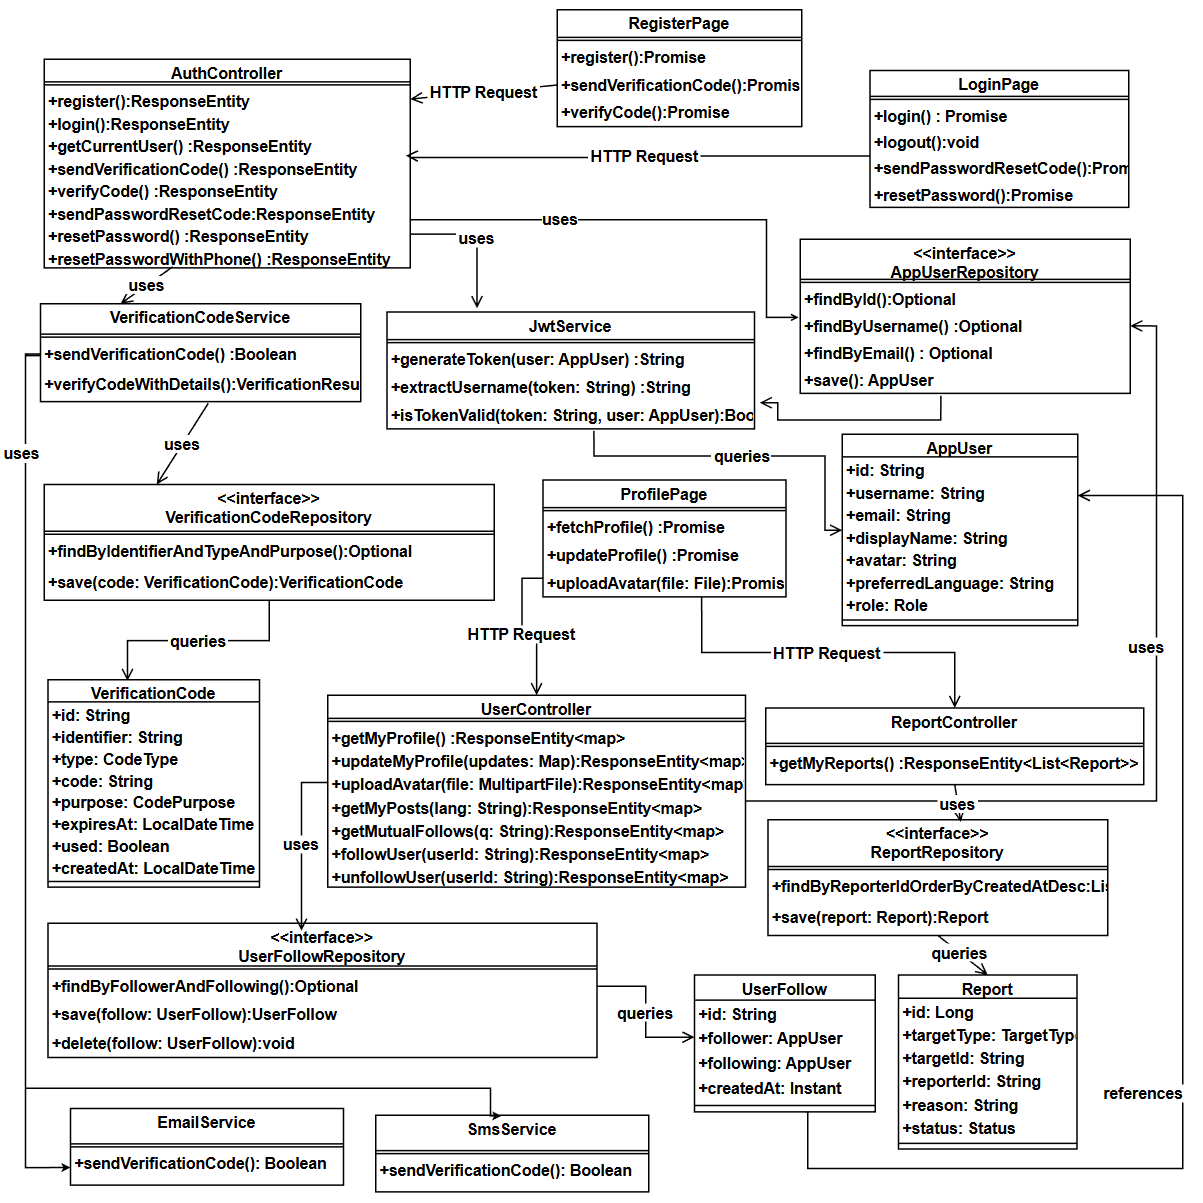 RegisterPage
+register():Promise
+sendVerificationCode():Promis
+verifyCode():Promise
AuthController
+register():ResponseEntity
+login():ResponseEntity
+getCurrentUser() :ResponseEntity
+sendVerificationCode() :ResponseEntity
+verifyCode() :ResponseEntity
+sendPasswordResetCode:ResponseEntity
+resetPassword() :ResponseEntity
+resetPasswordWithPhone() :ResponseEntity
HTTP Request
LoginPage
+login() : Promise
+logout():void
+sendPasswordResetCode():Prom
+resetPassword():Promise
HTTP Request
uses
uses
uses
<<interface>>
AppUserRepository
+findById():Optional
+findByUsername() :Optional
+findByEmail() : Optional
+save(): AppUser
VerificationCodeService
+sendVerificationCode() :Boolean
+verifyCodeWithDetails():VerificationResu
JwtService
+generateToken(user: AppUser) :String
+extractUsername(token: String) :String
+isTokenValid(token: String, user: AppUser):Boo
uses
uses
queries
AppUser
+id: String
+username: String
+email: String
+displayName: String
+avatar: String
+preferredLanguage: String
+role: Role
<<interface>>
VerificationCodeRepository
+findByIdentifierAndTypeAndPurpose():Optional
+save(code: VerificationCode):VerificationCode
ProfilePage
+fetchProfile() :Promise
+updateProfile() :Promise
+uploadAvatar(file: File):Promis
queries
HTTP Request
HTTP Request
uses
VerificationCode
+id: String
+identifier: String
+type: CodeType
+code: String
+purpose: CodePurpose
+expiresAt: LocalDateTime
+used: Boolean
+createdAt: LocalDateTime
UserController
+getMyProfile() :ResponseEntity<map>
+updateMyProfile(updates: Map):ResponseEntity<map>
+uploadAvatar(file: MultipartFile):ResponseEntity<map
+getMyPosts(lang: String):ResponseEntity<map>
+getMutualFollows(q: String):ResponseEntity<map>
+followUser(userId: String):ResponseEntity<map>
+unfollowUser(userId: String):ResponseEntity<map>
ReportController
+getMyReports() :ResponseEntity<List<Report>>
uses
uses
<<interface>>
ReportRepository
+findByReporterIdOrderByCreatedAtDesc:Lis
+save(report: Report):Report
queries
<<interface>>
UserFollowRepository
+findByFollowerAndFollowing():Optional
+save(follow: UserFollow):UserFollow
+delete(follow: UserFollow):void
queries
UserFollow
+id: String
+follower: AppUser
+following: AppUser
+createdAt: Instant
Report
+id: Long
+targetType: TargetTyp
+targetId: String
+reporterId: String
+reason: String
+status: Status
references
EmailService
+sendVerificationCode(): Boolean
SmsService
+sendVerificationCode(): Boolean